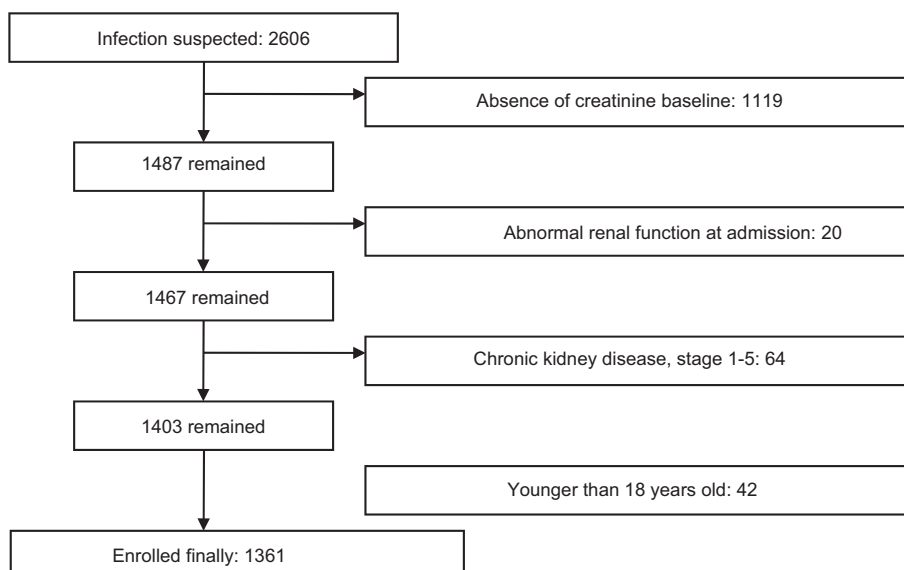 Infection suspected: 2606
Absence of creatinine baseline: 1119
1487 remained
Abnormal renal function at admission: 20
1467 remained
Chronic kidney disease, stage 1-5: 64
1403 remained
Younger than 18 years old: 42
Enrolled finally: 1361